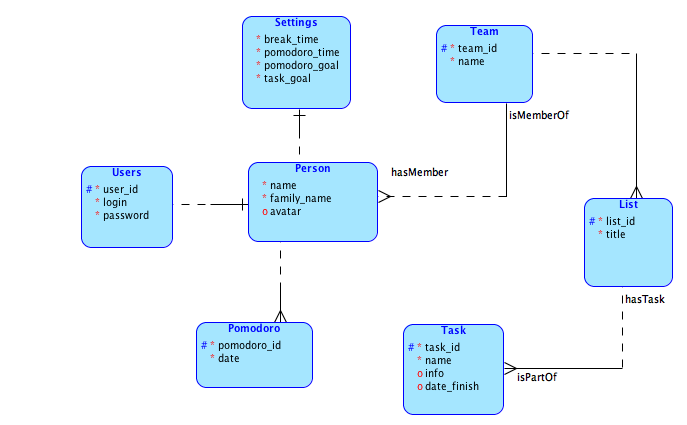 Settings
* break_time
* pomodoro_time
* pomodoro_goal
* task_goal
Team
# * team_id
* name
isMemberOf
Users
# * user_id
* login
* password
Person
* name
* family_name
o avatar
hasMember
List
# * list_id
* title
hasTask
Pomodoro
# * pomodoro_id
* date
Task
# * task_id
* name
o info
o date_finish
isPartOf